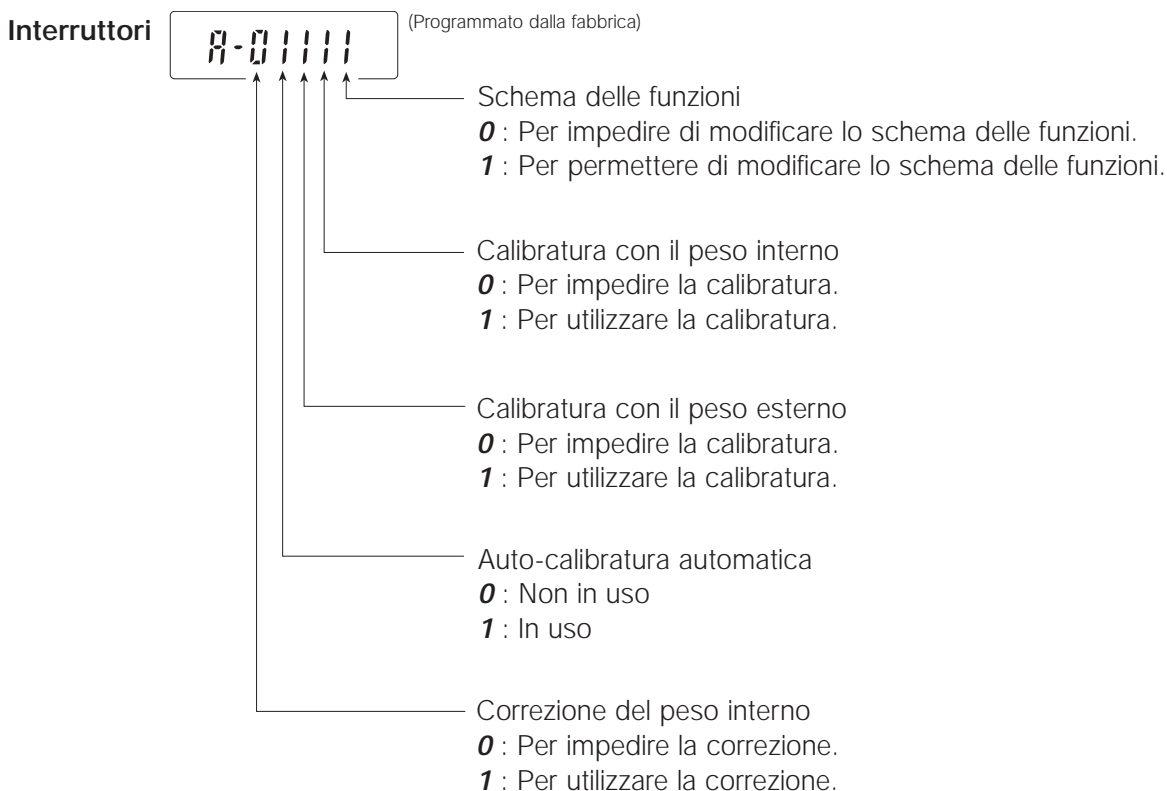 Interruttori
A-01111
(Programmato dalla fabbrica)
Schema delle funzioni
0 : Per impedire di modificare lo schema delle funzioni.
1 : Per permettere di modificare lo schema delle funzioni.
Calibratura con il peso interno
0 : Per impedire la calibratura.
1 : Per utilizzare la calibratura.
Calibratura con il peso esterno
0 : Per impedire la calibratura.
1 : Per utilizzare la calibratura.
Auto-calibratura automatica
0 : Non in uso
1 : In uso
Correzione del peso interno
0 : Per impedire la correzione.
1 : Per utilizzare la correzione.